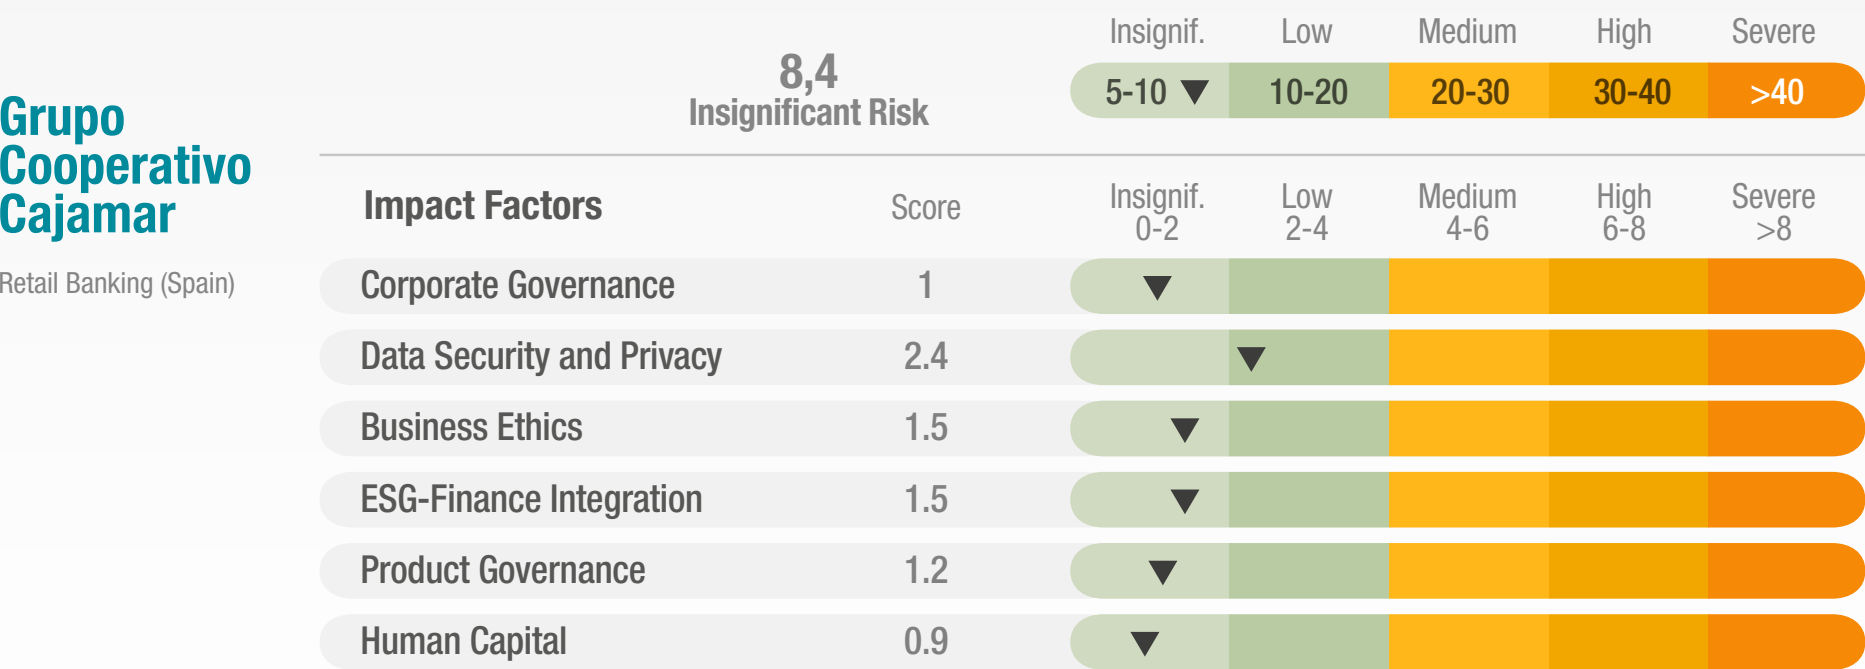 Grupo
Cooperativo
Cajamar
Retail Banking (Spain)
8,4
Insignificant Risk
Insignif. Low Medium High Severe
5-10 10-20 20-30 30-40 >40
Impact Factors Score Insignif. Low Medium High Severe
0-2 2-4 4-6 6-8 >8
Corporate Governance 1
Data Security and Privacy 2.4
Business Ethics 1.5
ESG-Finance Integration 1.5
Product Governance 1.2
Human Capital 0.9